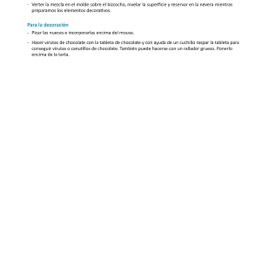 - Verter la mezcla en el molde sobre el bizcocho, nivelar la superficie y reservar en la nevera mientras
preparamos los elementos decorativos.
Para la decoración
- Picar las nueces e incorporarlas encima del mousse.
- Hacer virutas de chocolate con la tableta de chocolate y con ayuda de un cuchillo raspar la tableta para
conseguir virutas o canutillos de chocolate. También puede hacerse con un rallador grueso. Ponerlo
encima de la tarta.